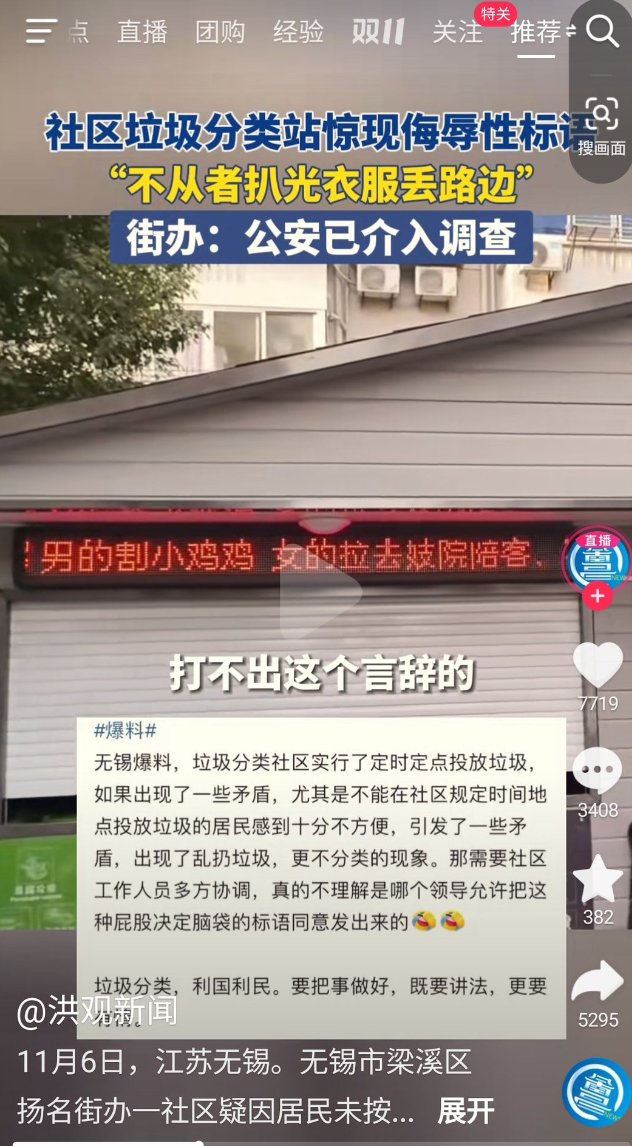 点 直播 团购 经验 双11 关注 推荐
特关
搜画面
社区垃圾分类站惊现侮辱性标语
“不从者扒光衣服丢路边”
街办：公安已介入调查
男的割小鸡鸡 女的拉去妓院陪客、
直播
打不出这个言辞的
7719
#爆料#
无锡爆料，垃圾分类社区实行了定时定点投放垃圾，
如果出现了一些矛盾，尤其是不能在社区规定时间地
点投放垃圾的居民感到十分不方便，引发了一些矛
盾，出现了乱扔垃圾，更不分类的现象。那需要社区
工作人员多方协调，真的不理解是哪个领导允许把这
种屁股决定脑袋的标语同意发出来的🤣🤣
3408
382
垃圾分类，利国利民。要把事做好，既要讲法，更要
有情。
5295
@洪观新闻
11月6日，江苏无锡。无锡市梁溪区
扬名街办一社区疑因居民未按... 展开